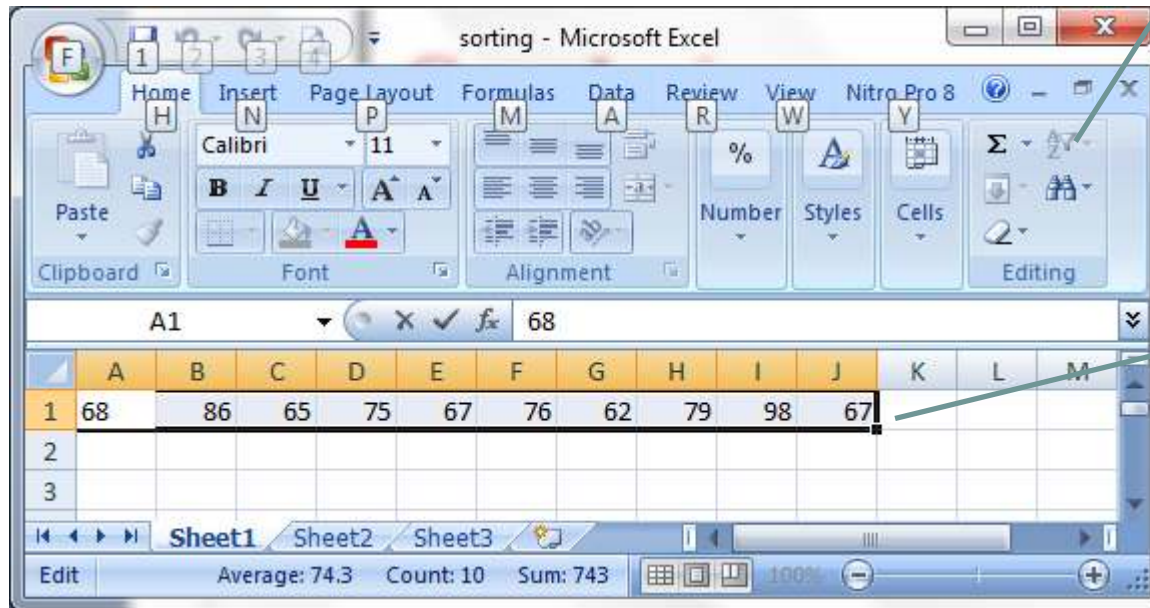 sorting - Microsoft Excel
F 1 2 3 4
Home Insert Page Layout Formulas Data Review View Nitro Pro 8
H N P M A R W Y
Calibri 11
Σ
%
B I U A A
Paste
A
Number Styles Cells
Clipboard Font Alignment Editing
A1 fx 68
A B C D E F G H I J K L M
1 68 86 65 75 67 76 62 79 98 67
2
3
Sheet1 Sheet2 Sheet3
Edit Average: 74.3 Count: 10 Sum: 743 100%